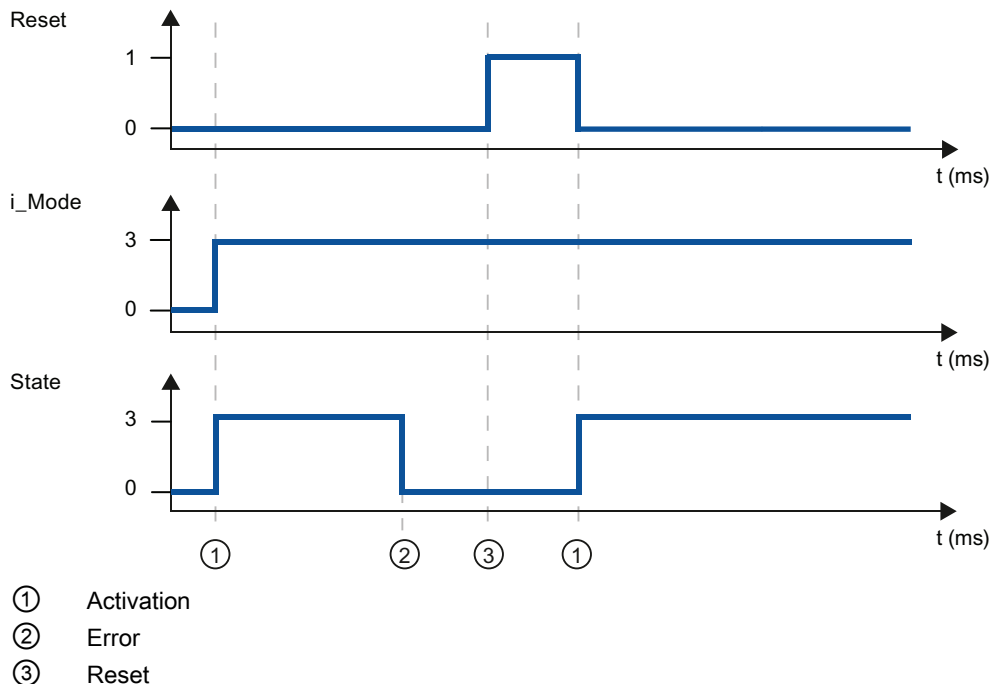 Reset
1
0
t (ms)
i_Mode
3
0
t (ms)
State
3
0
t (ms)
① ② ③ ①
① Activation
② Error
③ Reset